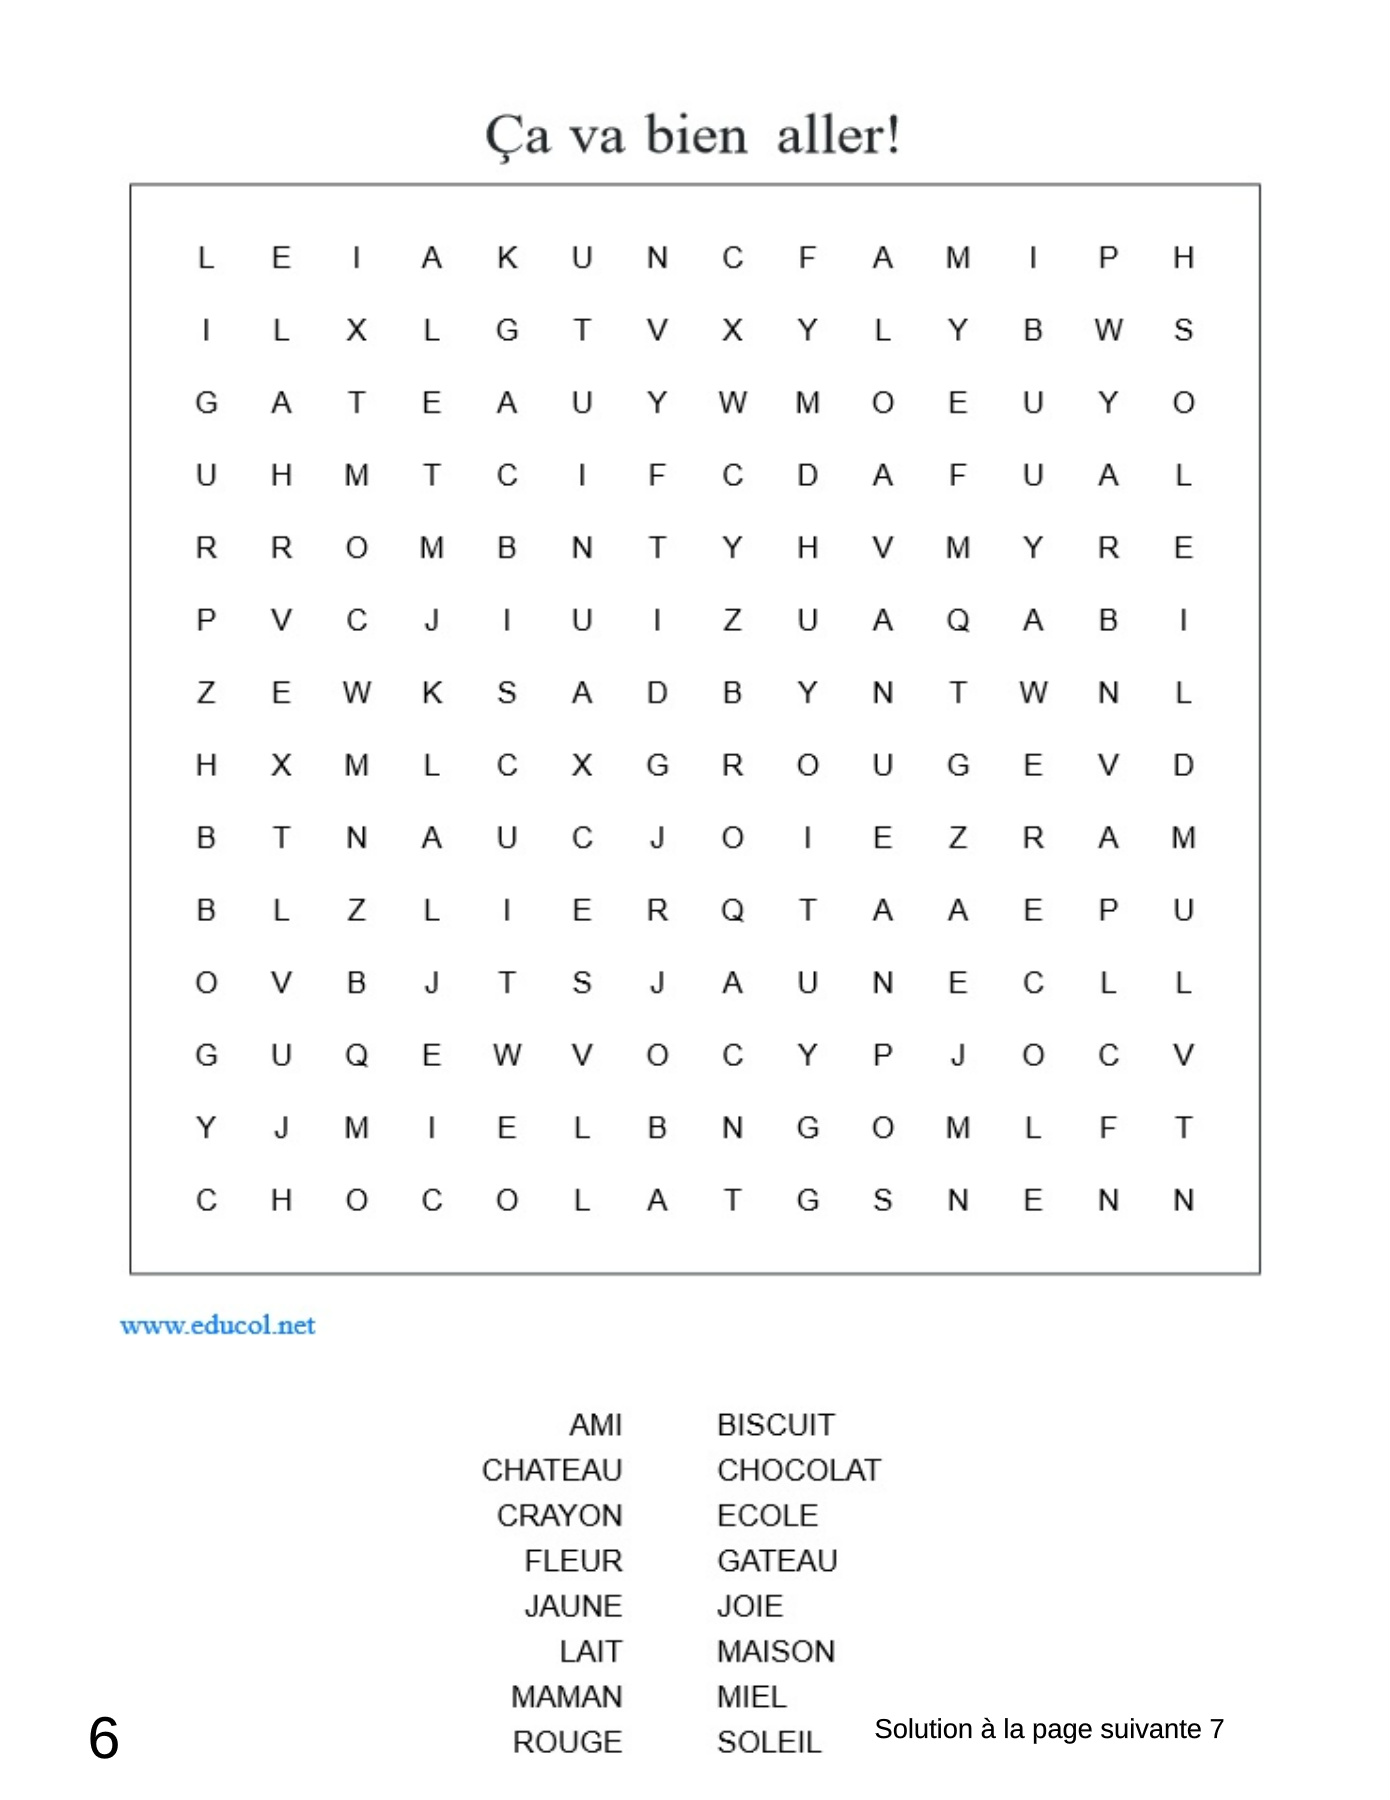 Ça va bien aller!
L E I A K U N C F A M I P H
I L X L G T V X Y L Y B W S
G A T E A U Y W M O E U Y O
U H M T C I F C D A F U A L
R R O M B N T Y H V M Y R E
P V C J I U I Z U A Q A B I
Z E W K S A D B Y N T W N L
H X M L C X G R O U G E V D
B T N A U C J O I E Z R A M
B L Z L I E R Q T A A E P U
O V B J T S J A U N E C L L
G U Q E W V O C Y P J O C V
Y J M I E L B N G O M L F T
C H O C O L A T G S N E N N
www.educol.net
AMI BISCUIT
CHATEAU CHOCOLAT
CRAYON ECOLE
FLEUR GATEAU
JAUNE JOIE
LAIT MAISON
MAMAN MIEL
ROUGE SOLEIL
Solution à la page suivante 7
6